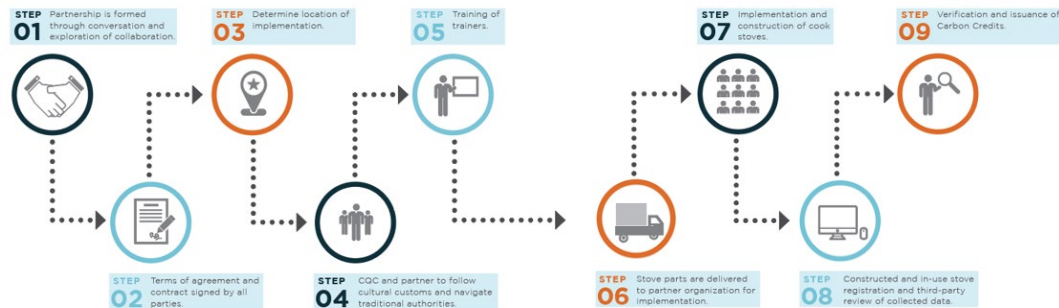 STEP 01
Partnership is formed
through conversation and
exploration of collaboration.
STEP 02
Terms of agreement and
contract signed by all
parties.
STEP 03
Determine location of
implementation.
STEP 04
CQC and partner to follow
cultural customs and navigate
traditional authorities.
STEP 05
Training of
trainers.
STEP 06
Stove parts are delivered
to partner organization for
implementation.
STEP 07
Implementation and
construction of cook
stoves.
STEP 08
Constructed and in-use stove
registration and third-party
review of collected data.
STEP 09
Verification and issuance of
Carbon Credits.